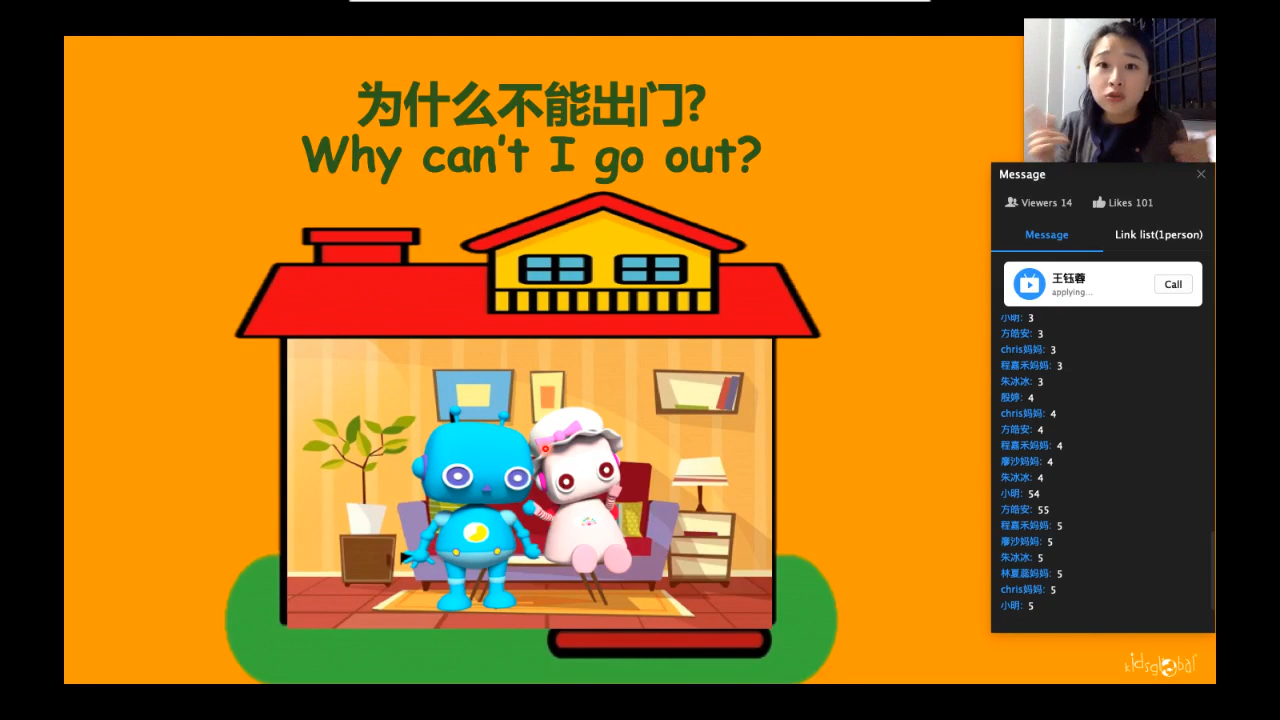 为什么不能出门?
Why can't I go out?
Message
Viewers 14 Likes 101
Message Link list(1person)
王钰蓉
applying...
Call
小明: 3
方皓安: 3
chris妈妈: 3
程嘉禾妈妈: 3
朱冰冰: 3
殷婷: 4
chris妈妈: 4
方皓安: 4
程嘉禾妈妈: 4
廖沙妈妈: 4
朱冰冰: 4
小明: 54
方皓安: 55
程嘉禾妈妈: 5
廖沙妈妈: 5
朱冰冰: 5
林夏蕊妈妈: 5
chris妈妈: 5
小明: 5
kidsglobal